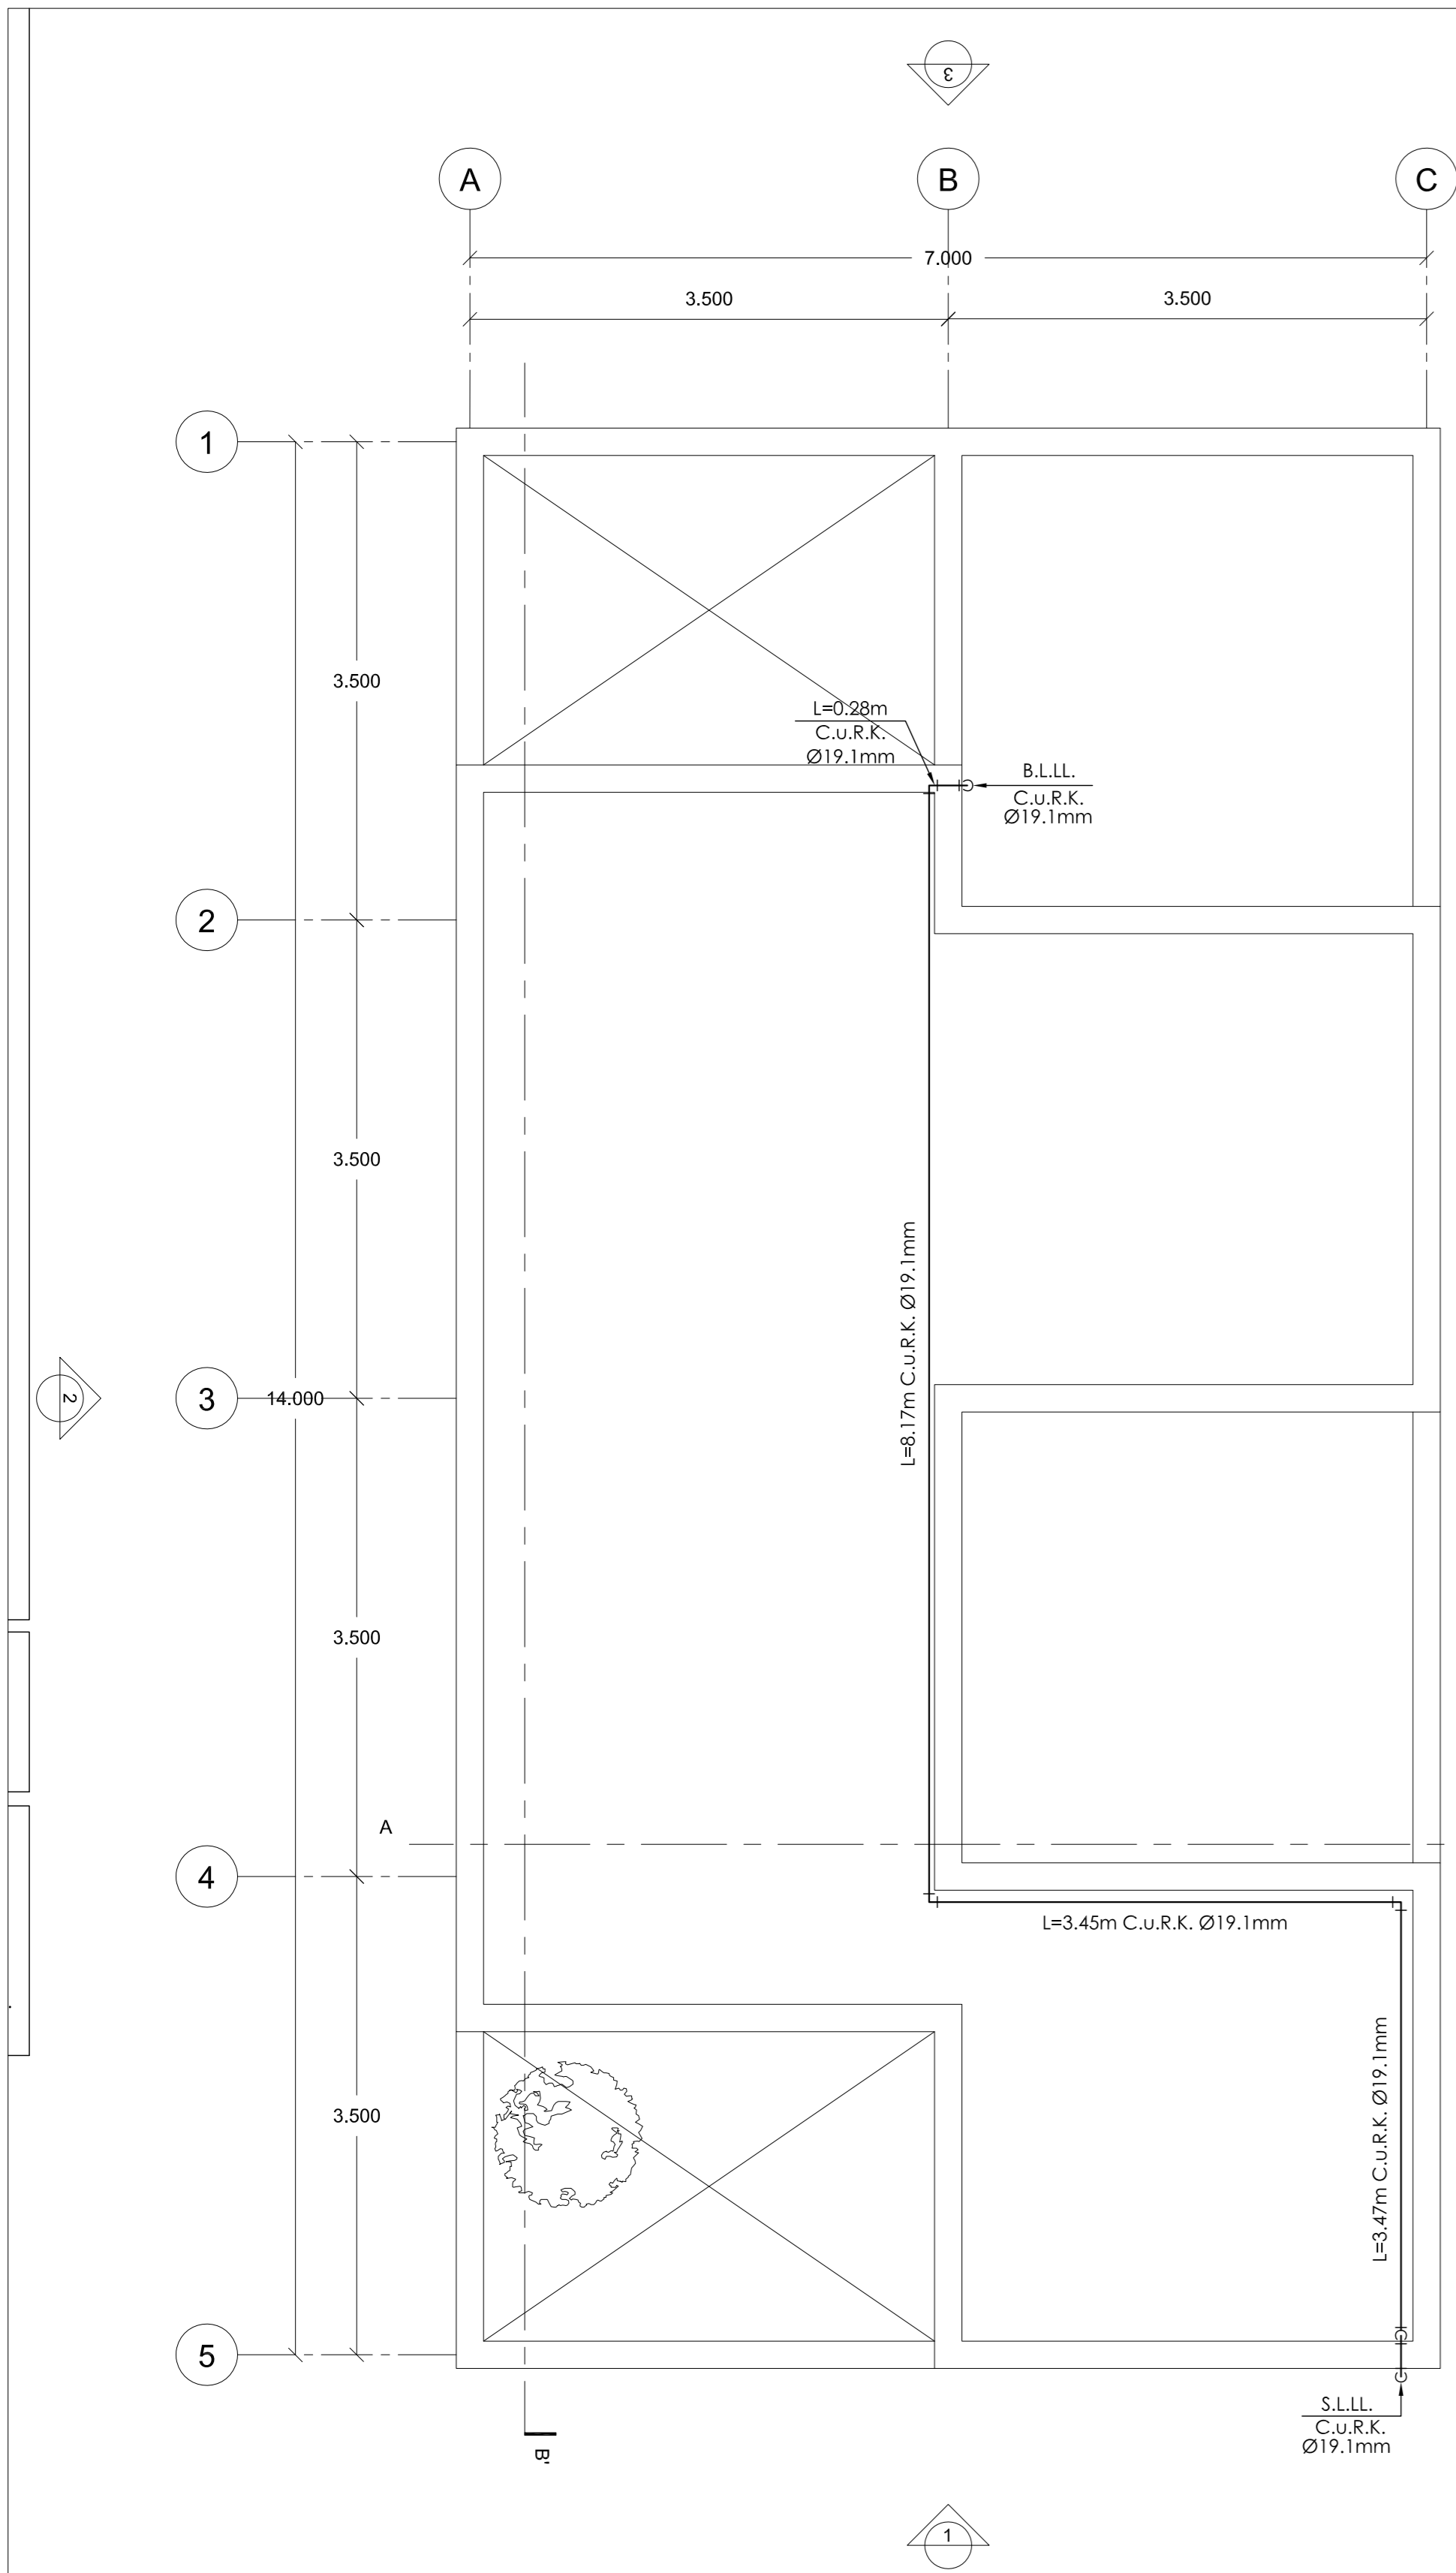 3
A
B
C
7.000
3.500
3.500
1
3.500
L=0.28m
C.u.R.K.
Ø19.1mm
B.L.LL.
C.u.R.K.
Ø19.1mm
2
3.500
L=8.17m C.u.R.K. Ø19.1mm
2
3
14.000
3.500
A
4
L=3.45m C.u.R.K. Ø19.1mm
3.500
L=3.47m C.u.R.K. Ø19.1mm
5
S.L.LL.
C.u.R.K.
Ø19.1mm
B'
1